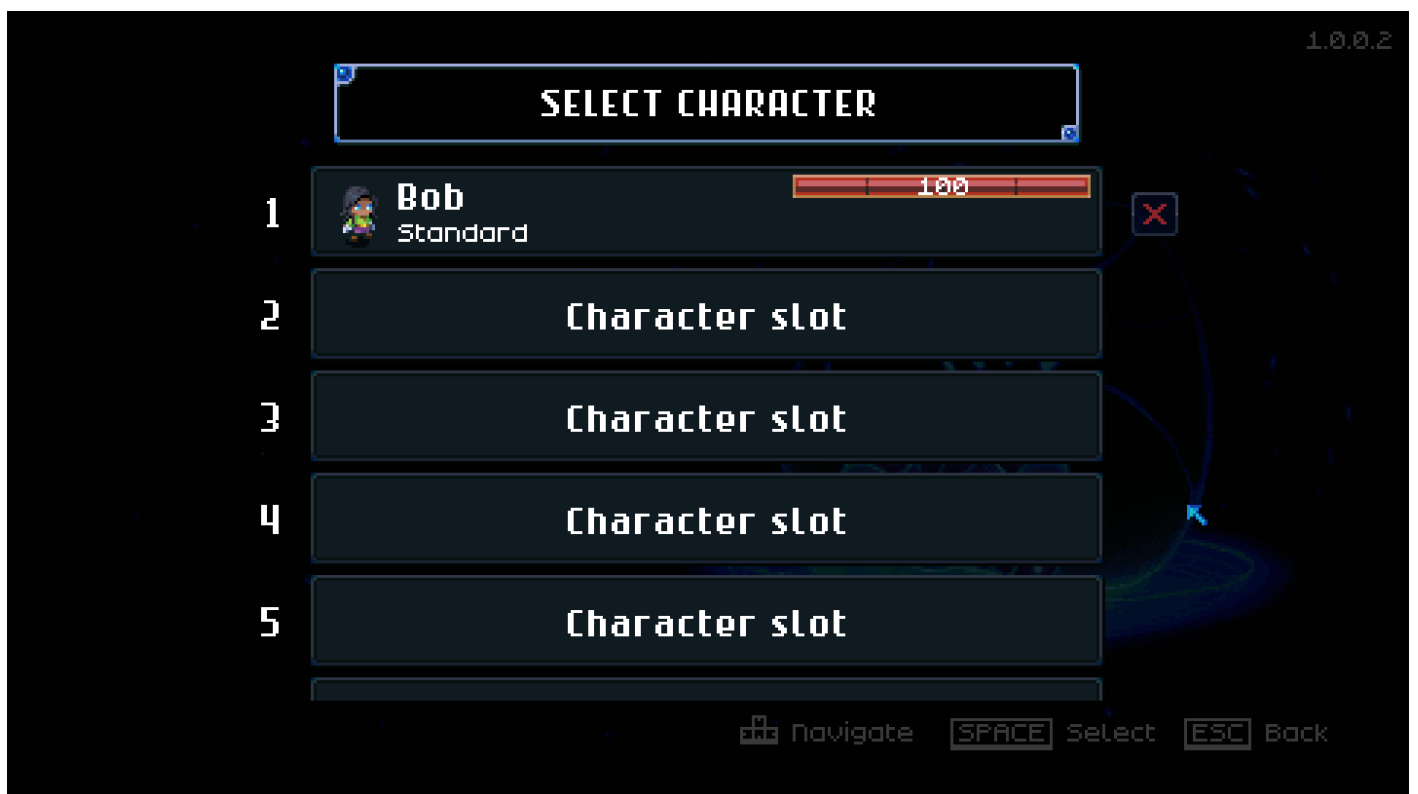 1.0.0.2
SELECT CHARACTER
1 Bob 100
Standard
2 Character slot
3 Character slot
4 Character slot
5 Character slot
Navigate SPACE Select ESC Back